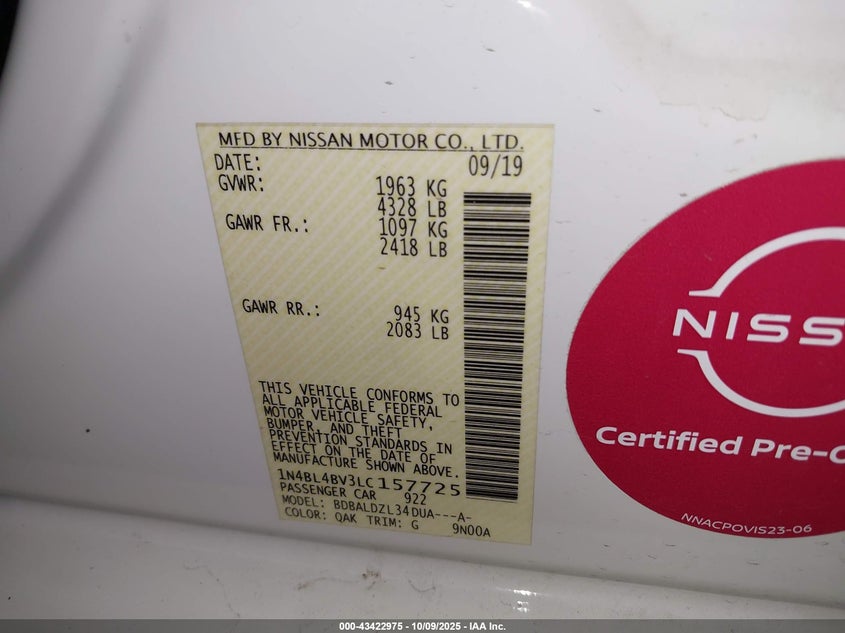 MFD BY NISSAN MOTOR CO., LTD.
DATE: 09/19
GVWR: 1963 KG
4328 LB
GAWR FR.: 1097 KG
2418 LB
GAWR RR.: 945 KG
2083 LB
THIS VEHICLE CONFORMS TO
ALL APPLICABLE FEDERAL
MOTOR VEHICLE SAFETY,
BUMPER, AND THEFT
PREVENTION STANDARDS IN
EFFECT ON THE DATE OF
MANUFACTURE SHOWN ABOVE.
1N4BL4BV3LC157725
PASSENGER CAR 922
MODEL: BDBALDZL34DUA---A-
COLOR: QAK TRIM: G 9N00A
NISS
Certified Pre-O
NNACPOVIS23-06
000-43422975 - 10/09/2025 - IAA Inc.